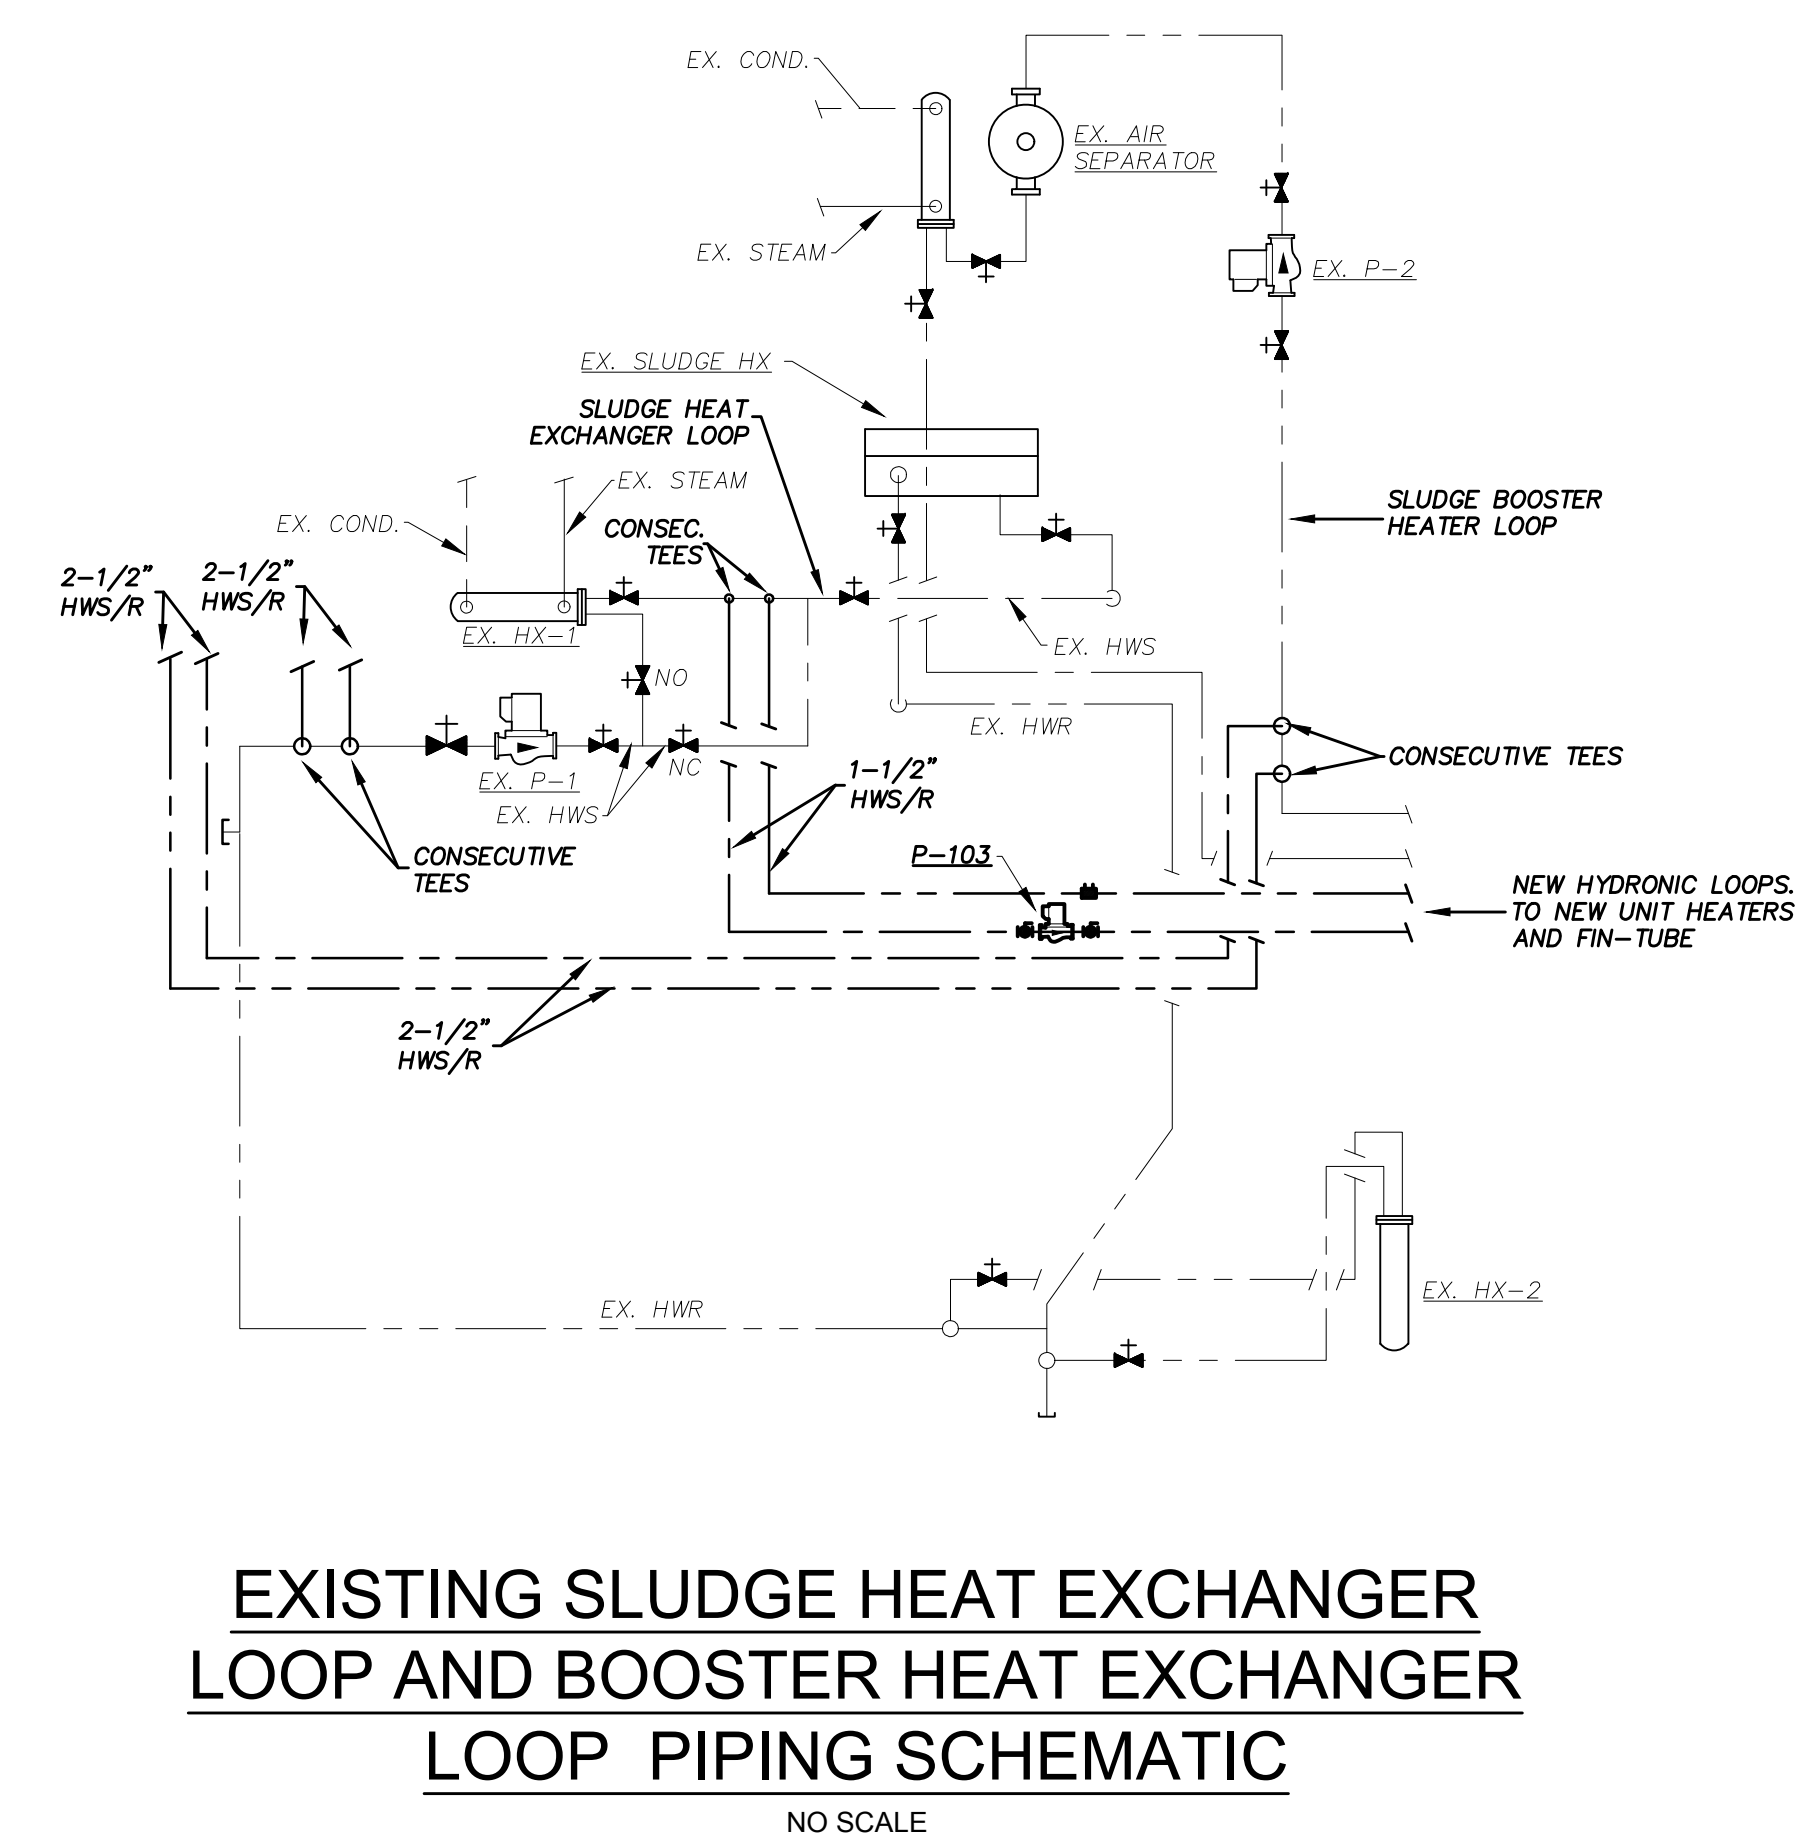 EX. COND.
EX. AIR
SEPARATOR
EX. STEAM
EX. P-2
EX. SLUDGE HX
SLUDGE HEAT
EXCHANGER LOOP
EX. STEAM
EX. COND.
CONSEC.
TEES
SLUDGE BOOSTER
HEATER LOOP
2-1/2"
HWS/R
2-1/2"
HWS/R
EX. HX-1
EX. HWS
NO
EX. HWR
NC
EX. P-1
EX. HWS
1-1/2"
HWS/R
CONSECUTIVE TEES
CONSECUTIVE
TEES
P-103
NEW HYDRONIC LOOPS.
TO NEW UNIT HEATERS
AND FIN-TUBE
2-1/2"
HWS/R
EX. HWR
EX. HX-2
EXISTING SLUDGE HEAT EXCHANGER
LOOP AND BOOSTER HEAT EXCHANGER
LOOP PIPING SCHEMATIC
NO SCALE